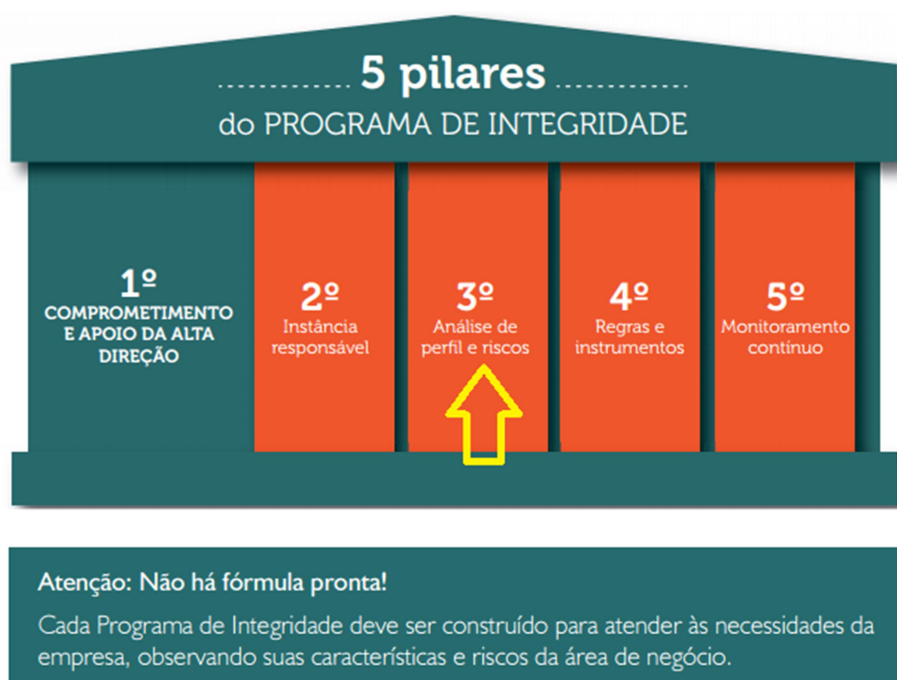 5 pilares
do PROGRAMA DE INTEGRIDADE
1º
COMPROMETIMENTO
E APOIO DA ALTA
DIREÇÃO
2º
Instância
responsável
3º
Análise de
perfil e riscos
4º
Regras e
instrumentos
5º
Monitoramento
contínuo
Atenção: Não há fórmula pronta!
Cada Programa de Integridade deve ser construído para atender às necessidades da
empresa, observando suas características e riscos da área de negócio.